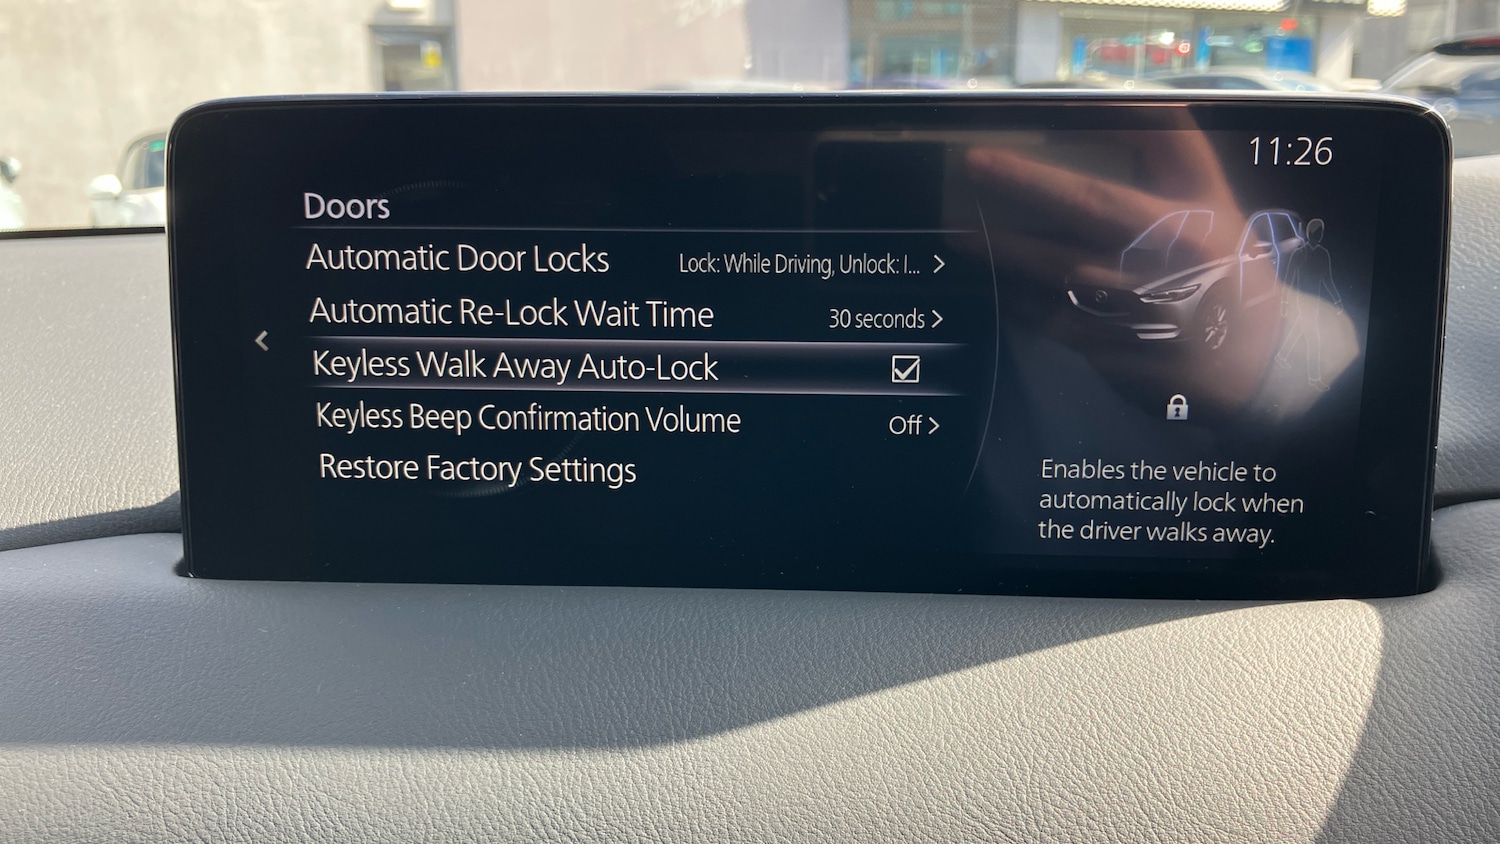 11:26
Doors
Automatic Door Locks Lock: While Driving, Unlock: I... >
Automatic Re-Lock Wait Time 30 seconds >
Keyless Walk Away Auto-Lock
Keyless Beep Confirmation Volume Off >
Restore Factory Settings
Enables the vehicle to
automatically lock when
the driver walks away.